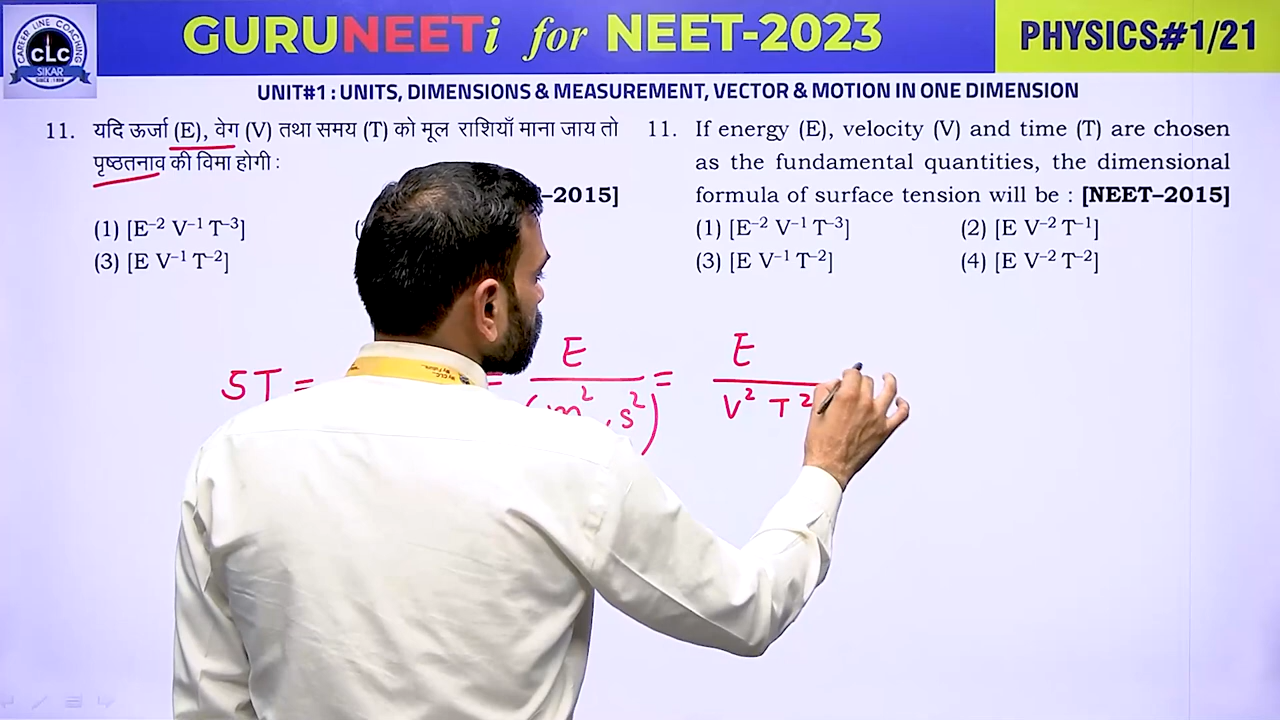 GURUNEETi for NEET-2023
PHYSICS#1/21
CAREER LINE COACHING
CLC
SIKAR
SINCE : 1996
UNIT#1 : UNITS, DIMENSIONS & MEASUREMENT, VECTOR & MOTION IN ONE DIMENSION
11. यदि ऊर्जा (E), वेग (V) तथा समय (T) को मूल राशियाँ माना जाय तो
पृष्ठतनाव की विमा होगी :
–2015]
(1) [E⁻² V⁻¹ T⁻³]
(3) [E V⁻¹ T⁻²]
11. If energy (E), velocity (V) and time (T) are chosen
as the fundamental quantities, the dimensional
formula of surface tension will be : [NEET–2015]
(1) [E⁻² V⁻¹ T⁻³] (2) [E V⁻² T⁻¹]
(3) [E V⁻¹ T⁻²] (4) [E V⁻² T⁻²]
ST =
= E = E
s²) V² T²